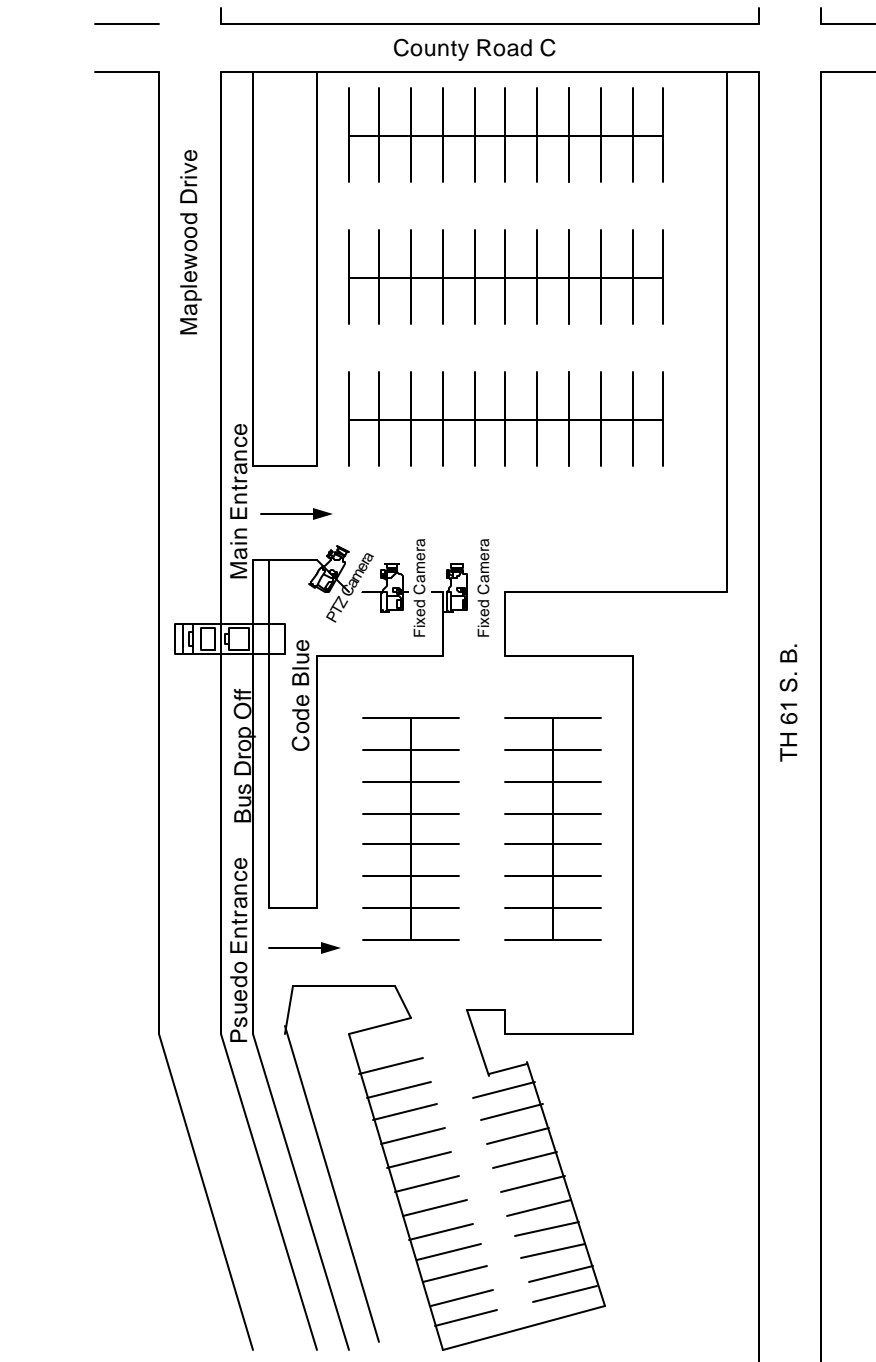 County Road C
Maplewood Drive
Main Entrance
PTZ Camera
Fixed Camera
Fixed Camera
Code Blue
Bus Drop Off
TH 61 S. B.
Psuedo Entrance